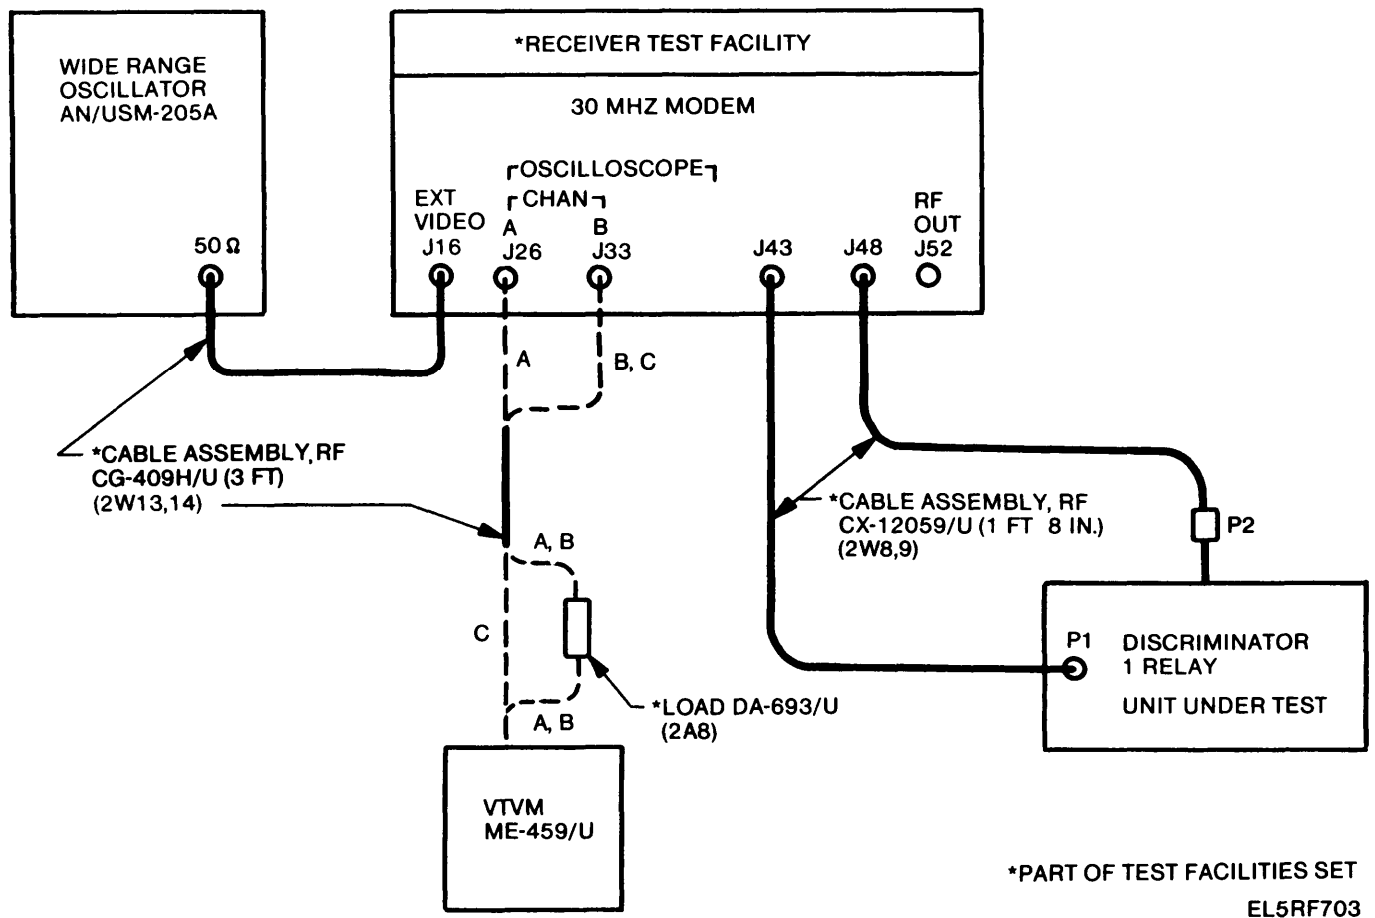 WIDE RANGE
OSCILLATOR
AN/USM-205A
50 Ω
*RECEIVER TEST FACILITY
30 MHZ MODEM
OSCILLOSCOPE
CHAN
EXT
VIDEO
J16
A
J26
B
J33
J43
J48
RF
OUT
J52
A
B, C
*CABLE ASSEMBLY, RF
CG-409H/U (3 FT)
(2W13,14)
*CABLE ASSEMBLY, RF
CX-12059/U (1 FT 8 IN.)
(2W8,9)
P2
A, B
C
A, B
*LOAD DA-693/U
(2A8)
P1
DISCRIMINATOR
1 RELAY
UNIT UNDER TEST
VTVM
ME-459/U
*PART OF TEST FACILITIES SET
EL5RF703